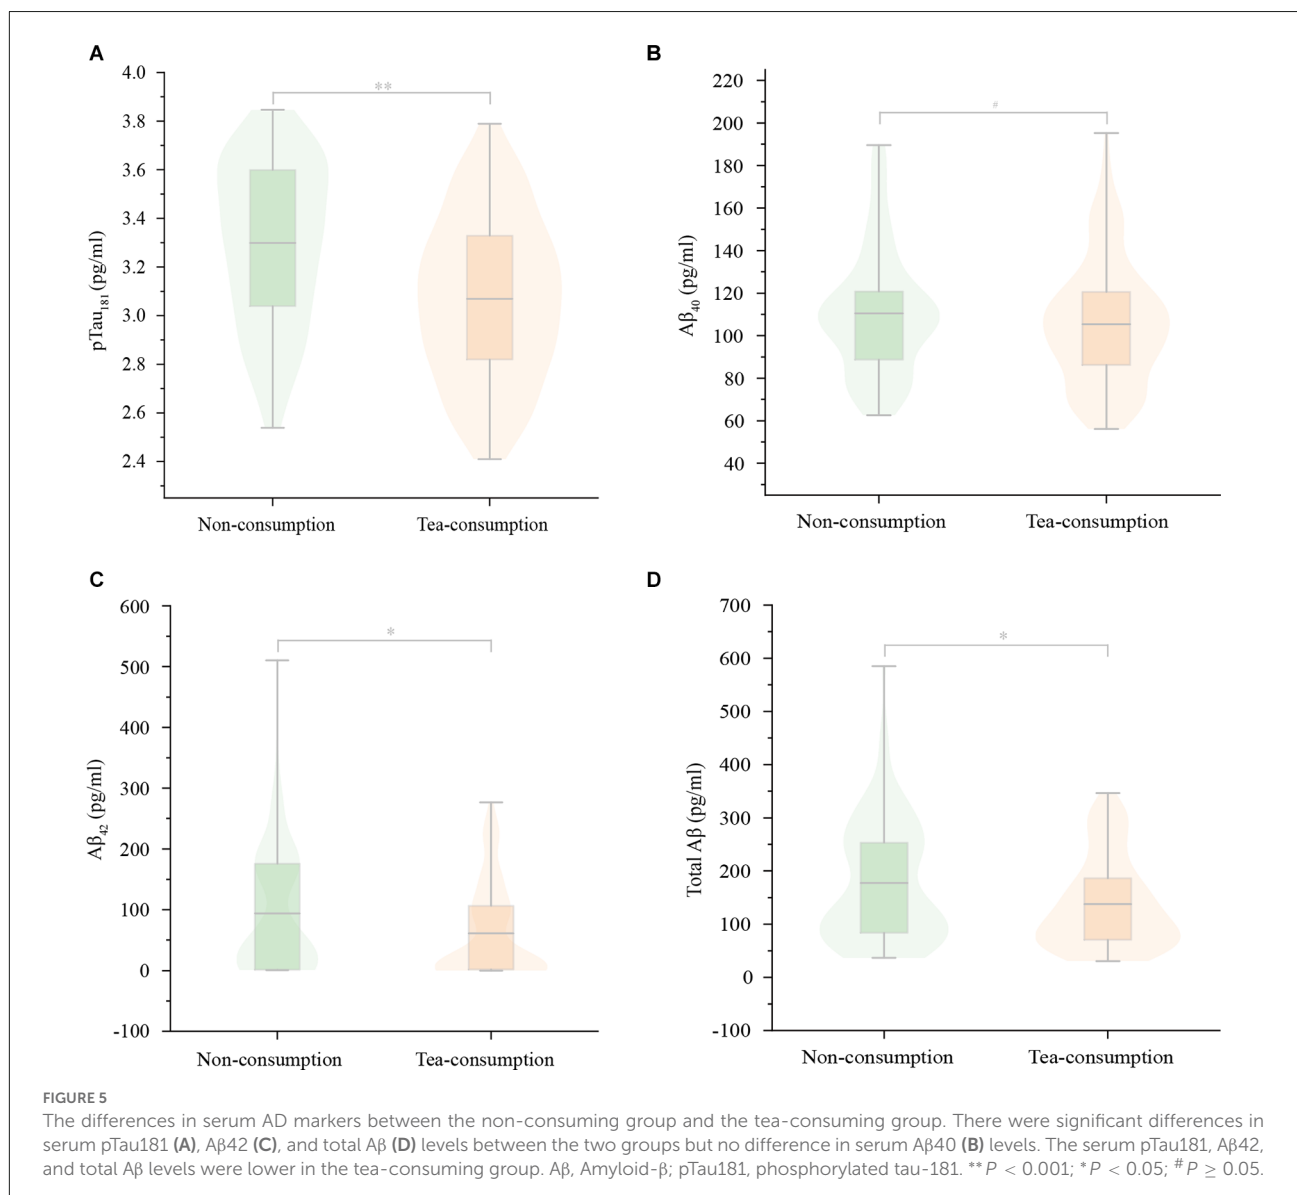 A
4.0
3.8
3.6
3.4
3.2
3.0
2.8
2.6
2.4
pTau181 (pg/ml)
**
Non-consumption
Tea-consumption
B
220
200
180
160
140
120
100
80
60
40
Aβ40 (pg/ml)
#
Non-consumption
Tea-consumption
C
600
500
400
300
200
100
0
-100
Aβ42 (pg/ml)
*
Non-consumption
Tea-consumption
D
700
600
500
400
300
200
100
0
-100
Total Aβ (pg/ml)
*
Non-consumption
Tea-consumption
FIGURE 5
The differences in serum AD markers between the non-consuming group and the tea-consuming group. There were significant differences in
serum pTau181 (A), Aβ42 (C), and total Aβ (D) levels between the two groups but no difference in serum Aβ40 (B) levels. The serum pTau181, Aβ42,
and total Aβ levels were lower in the tea-consuming group. Aβ, Amyloid-β; pTau181, phosphorylated tau-181. **P < 0.001; *P < 0.05; #P ≥ 0.05.